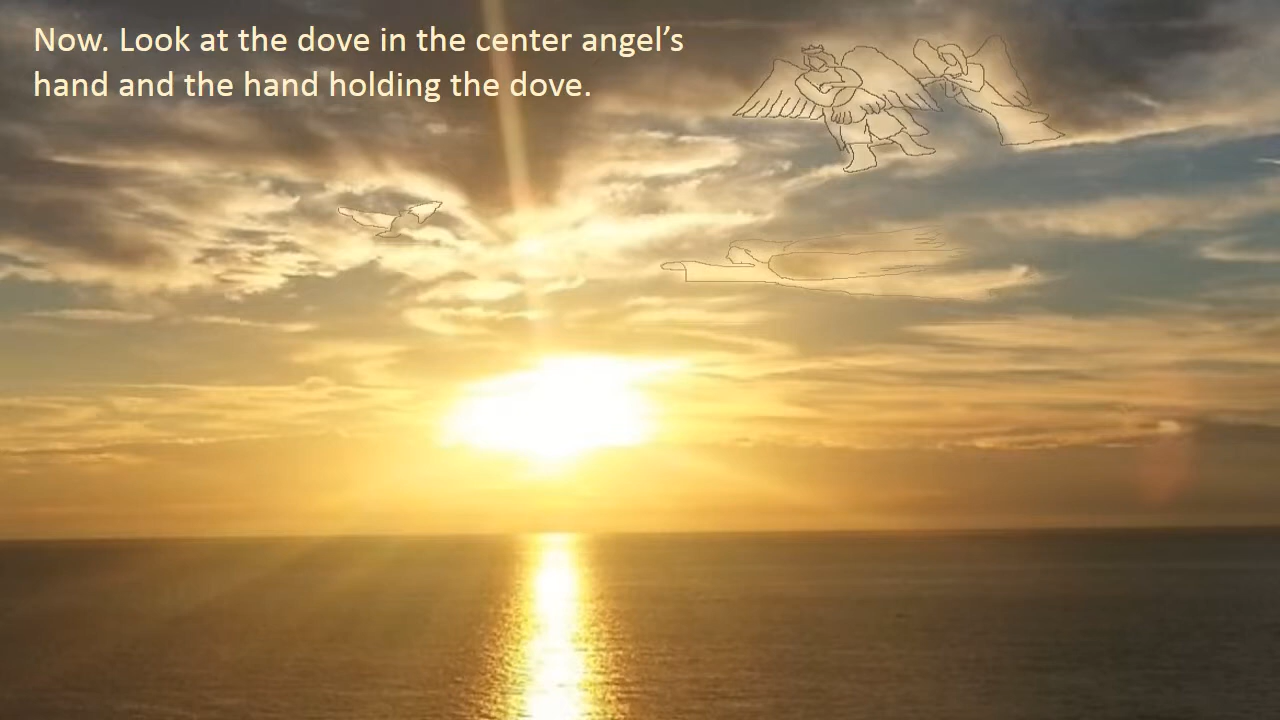 Now. Look at the dove in the center angel’s
hand and the hand holding the dove.